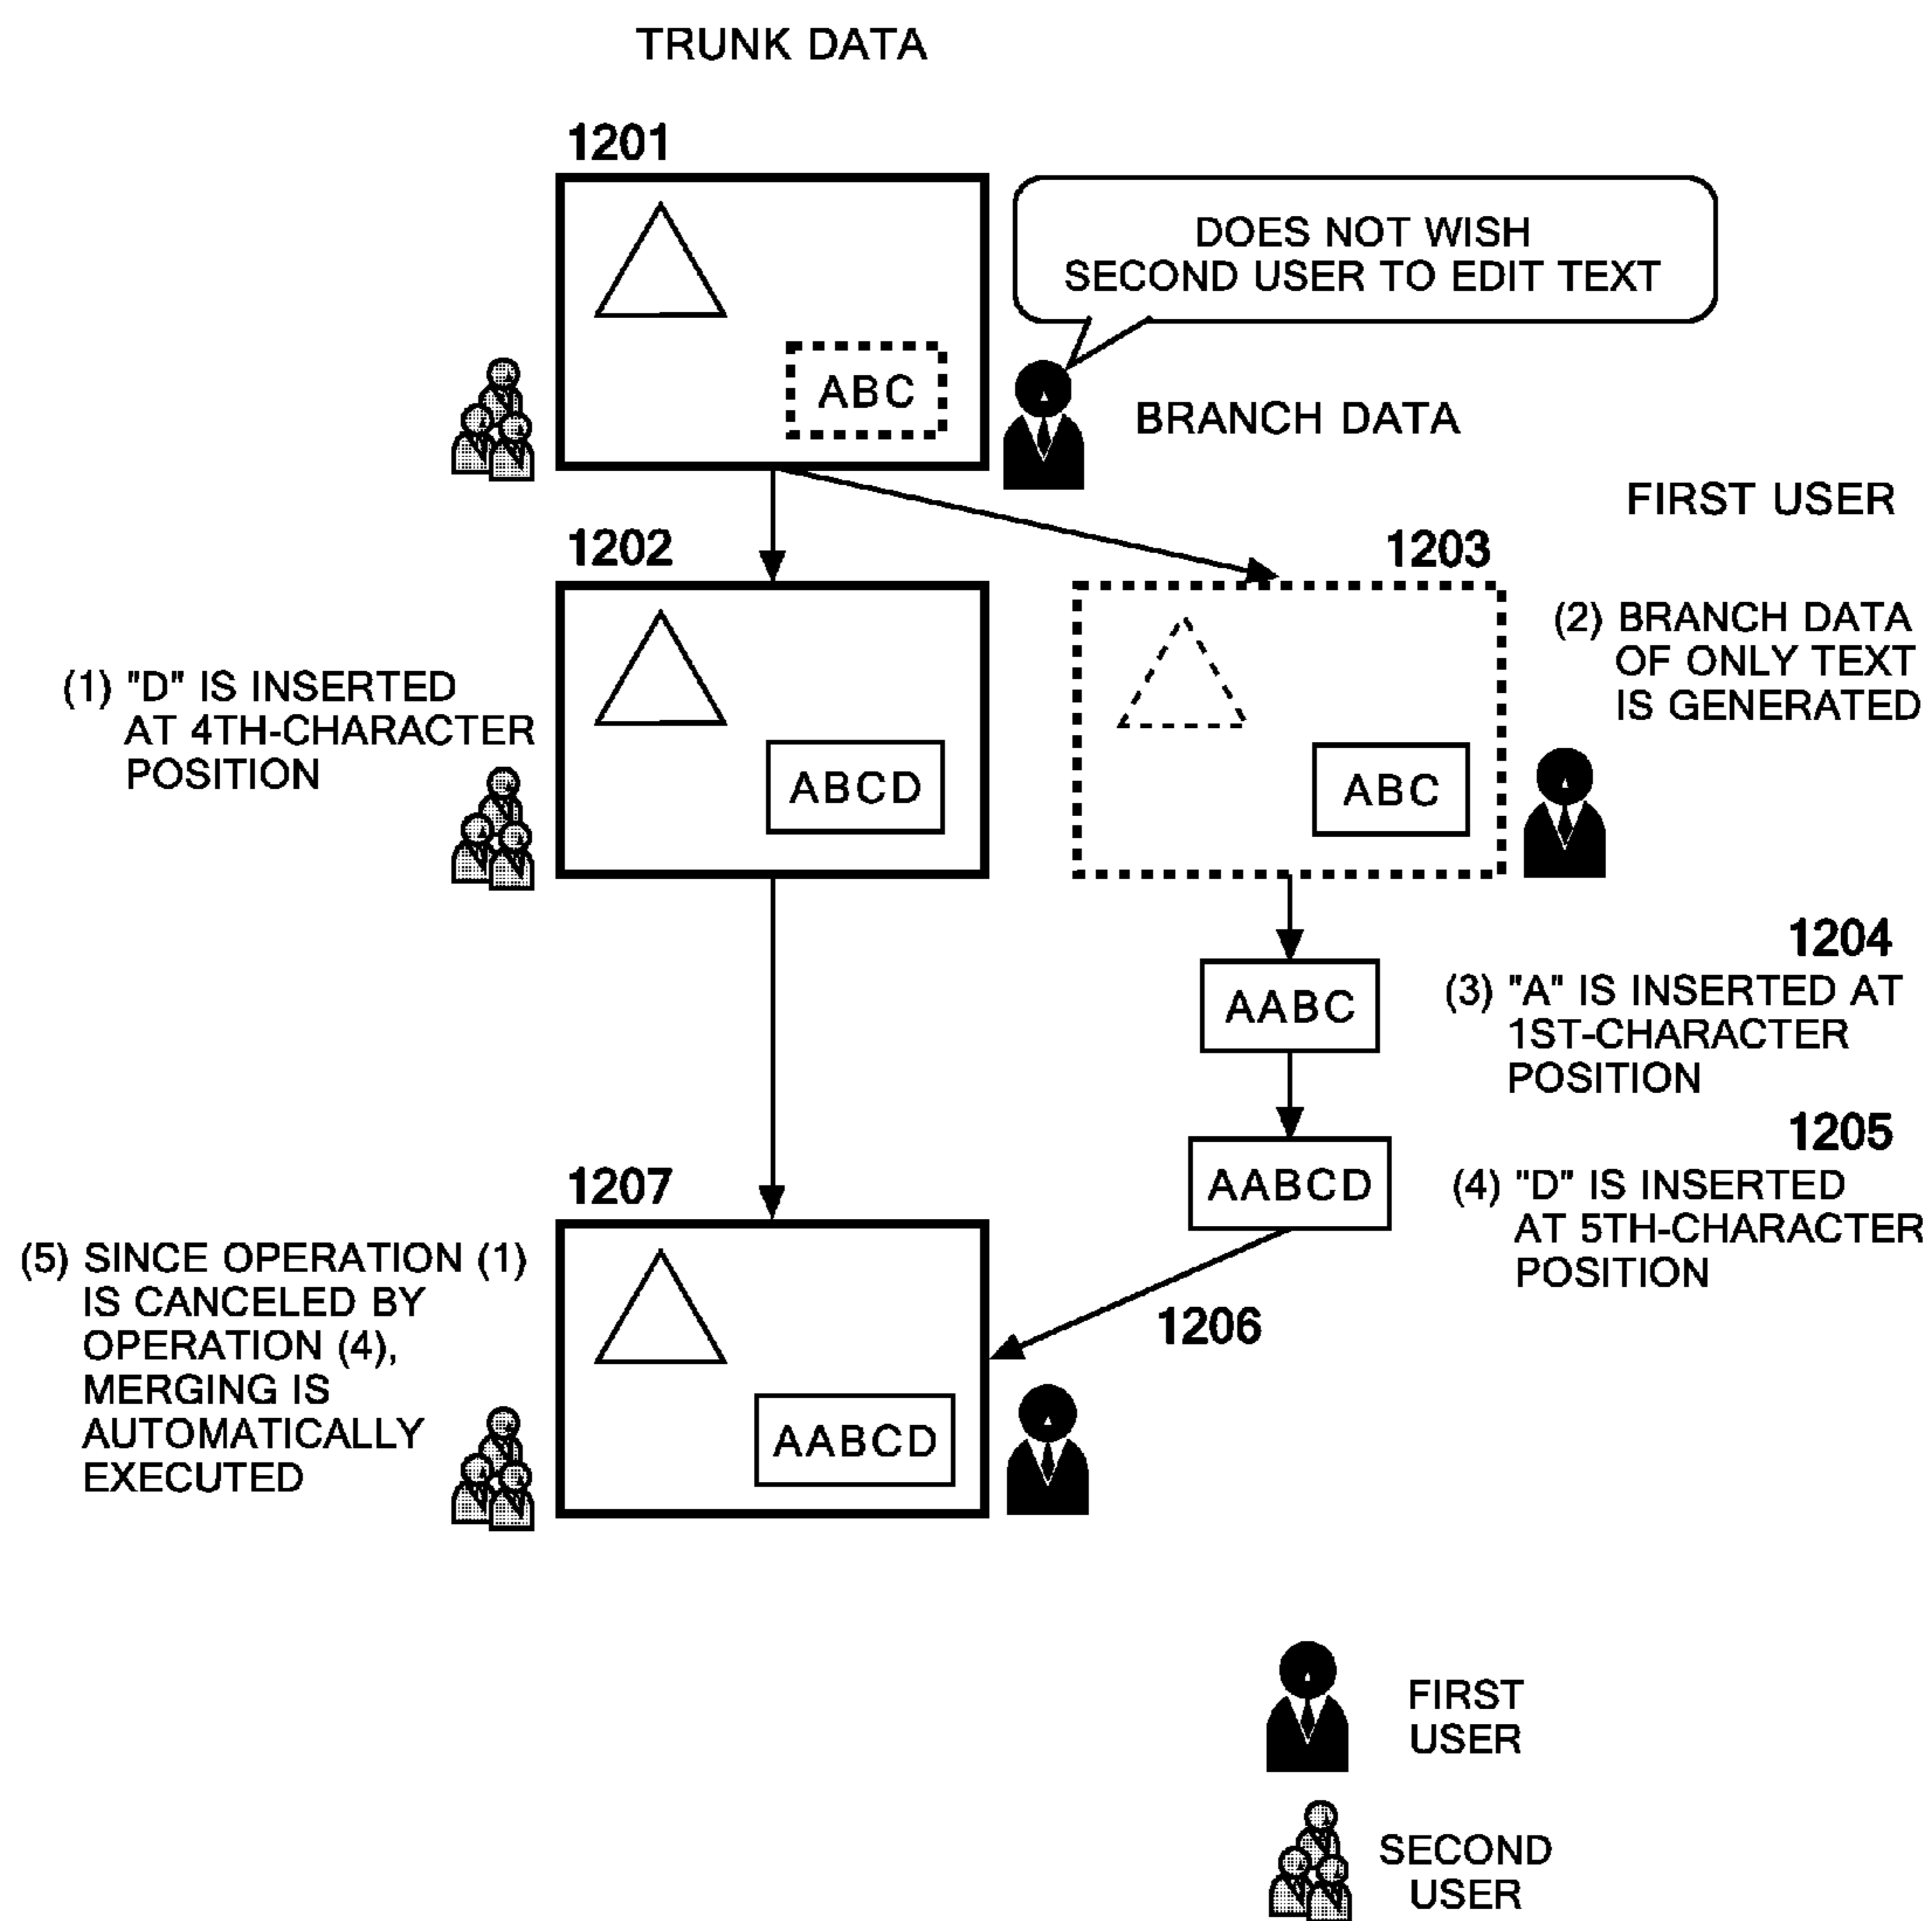 TRUNK DATA
1201
DOES NOT WISH
SECOND USER TO EDIT TEXT
ABC
BRANCH DATA
FIRST USER
1202
1203
(1) "D" IS INSERTED
AT 4TH-CHARACTER
POSITION
ABCD
ABC
(2) BRANCH DATA
OF ONLY TEXT
IS GENERATED
1204
AABC
(3) "A" IS INSERTED AT
1ST-CHARACTER
POSITION
1205
AABCD
(4) "D" IS INSERTED
AT 5TH-CHARACTER
POSITION
1206
1207
(5) SINCE OPERATION (1)
IS CANCELED BY
OPERATION (4),
MERGING IS
AUTOMATICALLY
EXECUTED
AABCD
FIRST
USER
SECOND
USER